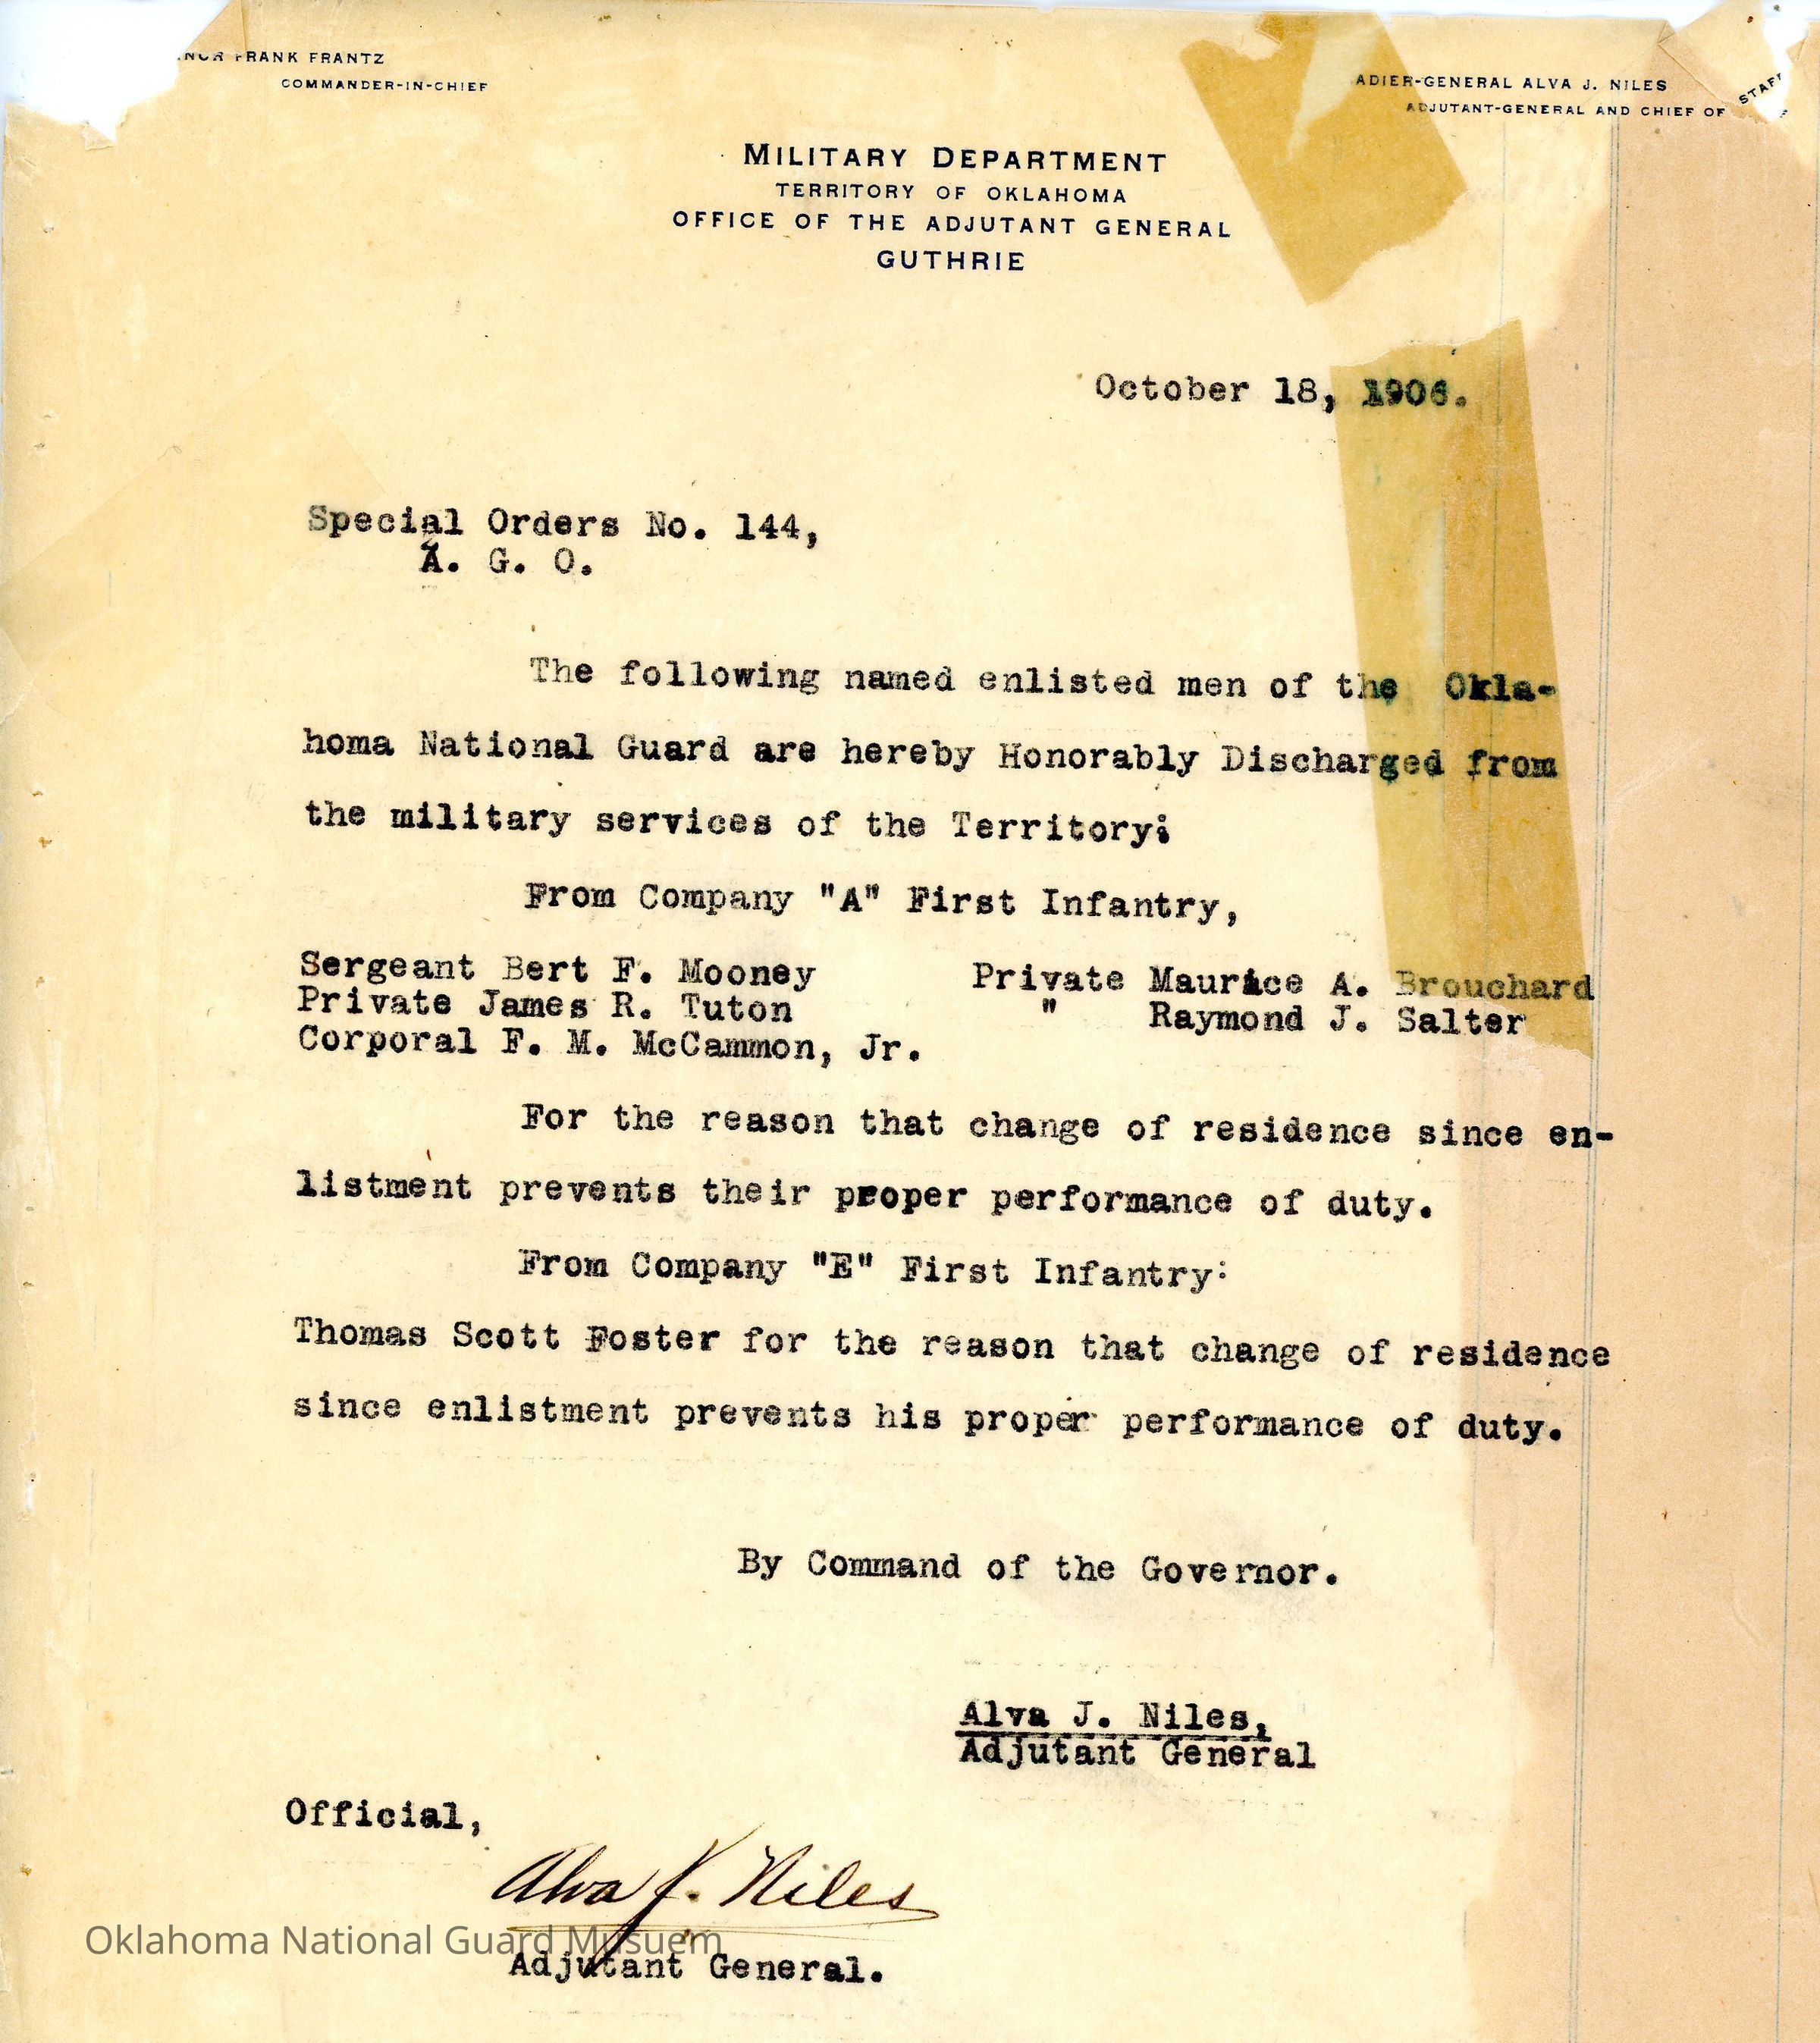 FRANK FRANTZ
COMMANDER-IN-CHIEF
ADIER-GENERAL ALVA J. NILES
ADJUTANT-GENERAL AND CHIEF OF STAFF
MILITARY DEPARTMENT
TERRITORY OF OKLAHOMA
OFFICE OF THE ADJUTANT GENERAL
GUTHRIE
October 18, 1906.
Special Orders No. 144,
A. G. O.
The following named enlisted men of the Okla-
homa National Guard are hereby Honorably Discharged from
the military services of the Territory:
From Company "A" First Infantry,
Sergeant Bert F. Mooney Private Maurice A. Brouchard
Private James R. Tuton " Raymond J. Salter
Corporal F. M. McCammon, Jr.
For the reason that change of residence since en-
listment prevents their proper performance of duty.
From Company "E" First Infantry:
Thomas Scott Foster for the reason that change of residence
since enlistment prevents his proper performance of duty.
By Command of the Governor.
Alva J. Niles,
Adjutant General
Official,
Alva J. Niles
Adjutant General.
Oklahoma National Guard Musuem